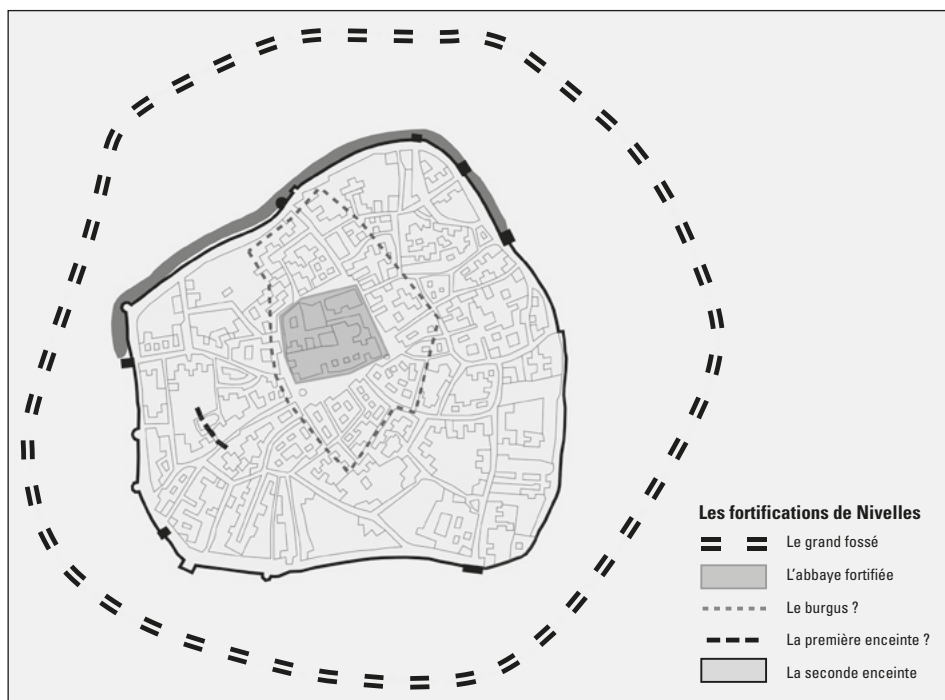 Les fortifications de Nivelles
Le grand fossé
L'abbaye fortifiée
Le burgus ?
La première enceinte ?
La seconde enceinte